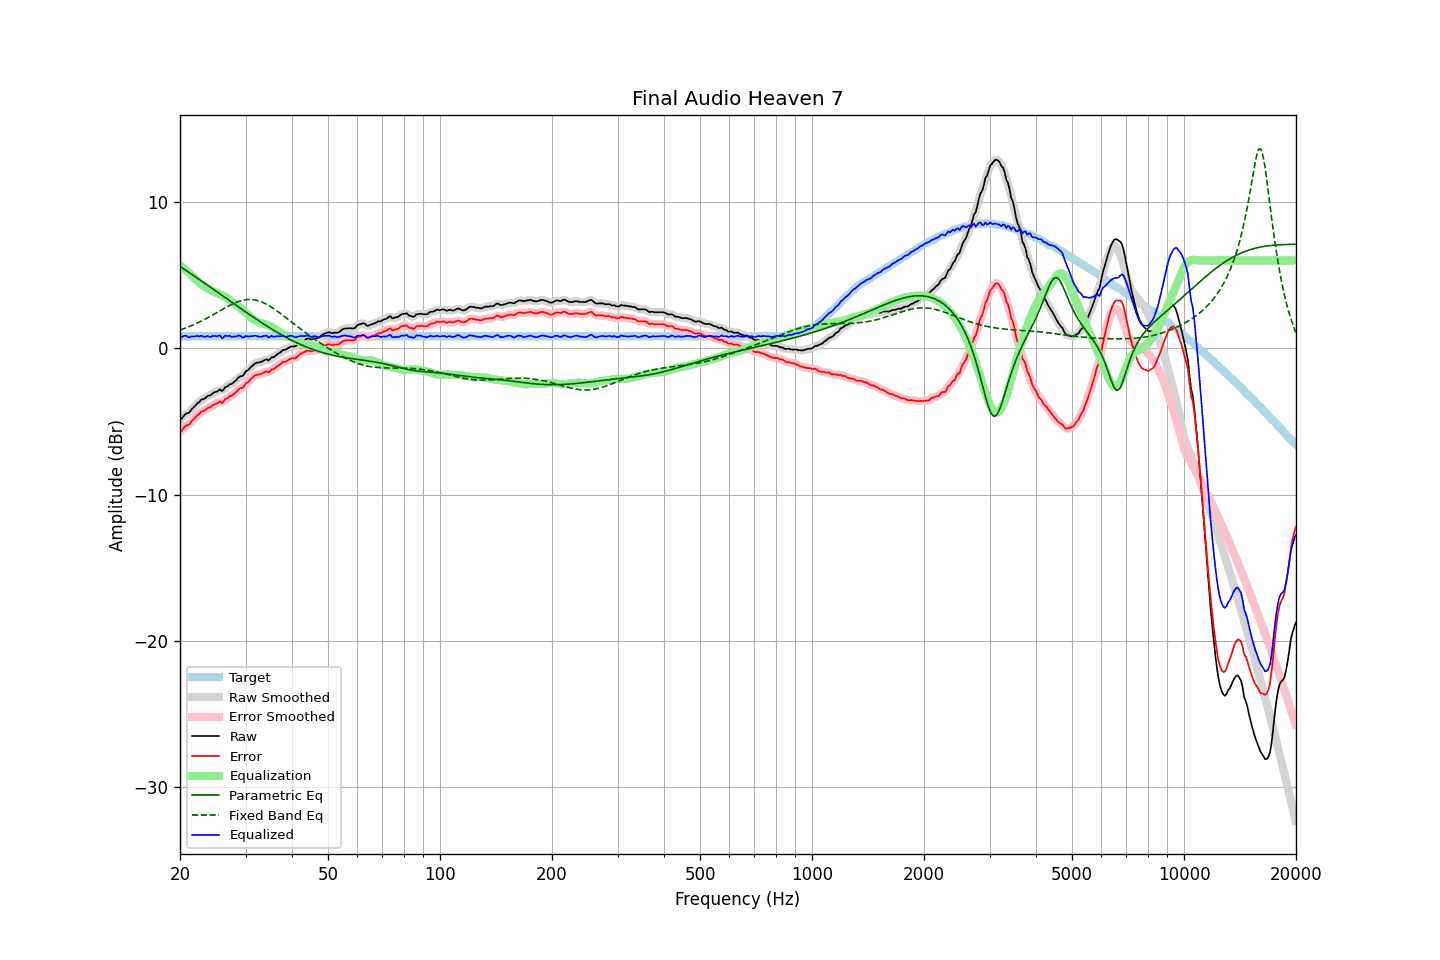 Final Audio Heaven 7
Amplitude (dBr)
10
0
−10
−20
−30
Target
Raw Smoothed
Error Smoothed
Raw
Error
Equalization
Parametric Eq
Fixed Band Eq
Equalized
20 50 100 200 500 1000 2000 5000 10000 20000
Frequency (Hz)